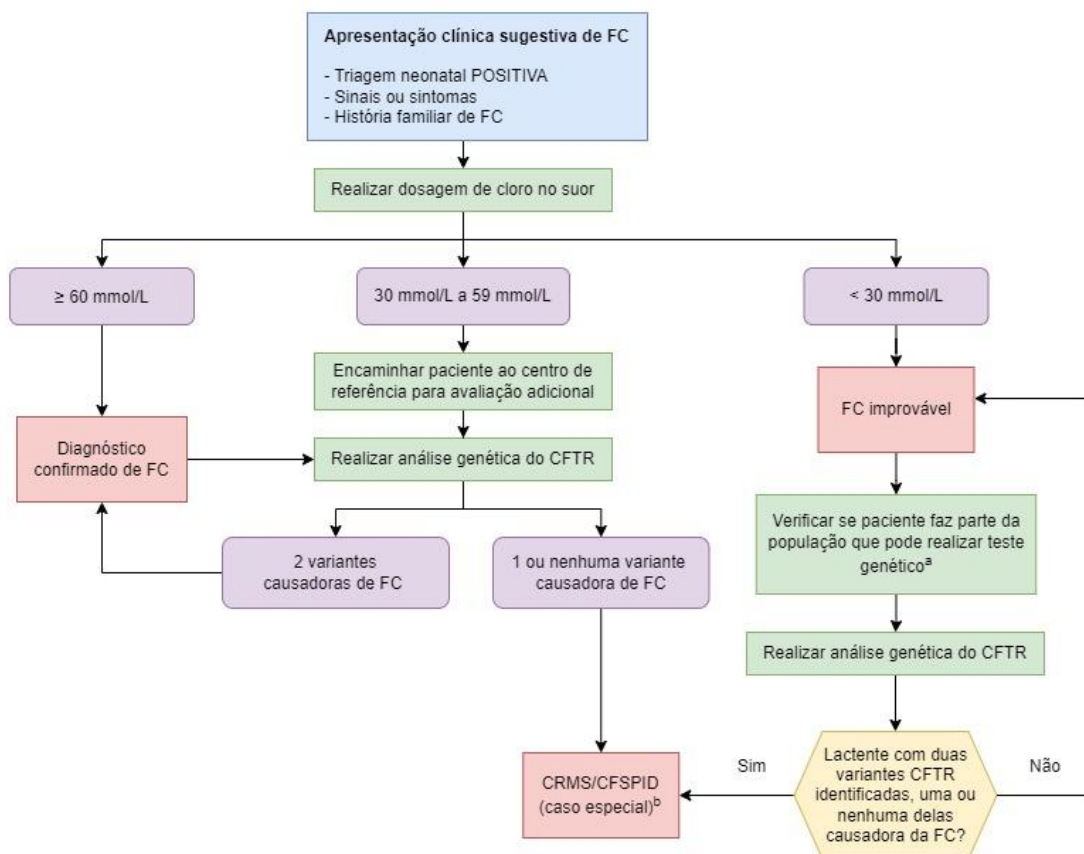 Apresentação clínica sugestiva de FC
- Triagem neonatal POSITIVA
- Sinais ou sintomas
- História familiar de FC
Realizar dosagem de cloro no suor
≥ 60 mmol/L
30 mmol/L a 59 mmol/L
< 30 mmol/L
Encaminhar paciente ao centro de
referência para avaliação adicional
FC improvável
Diagnóstico
confirmado de FC
Realizar análise genética do CFTR
Verificar se paciente faz parte da
população que pode realizar teste
genéticoᵃ
2 variantes
causadoras de FC
1 ou nenhuma variante
causadora de FC
Realizar análise genética do CFTR
CRMS/CFSPID
(caso especial)ᵇ
Sim
Lactente com duas
variantes CFTR
identificadas, uma ou
nenhuma delas
causadora da FC?
Não